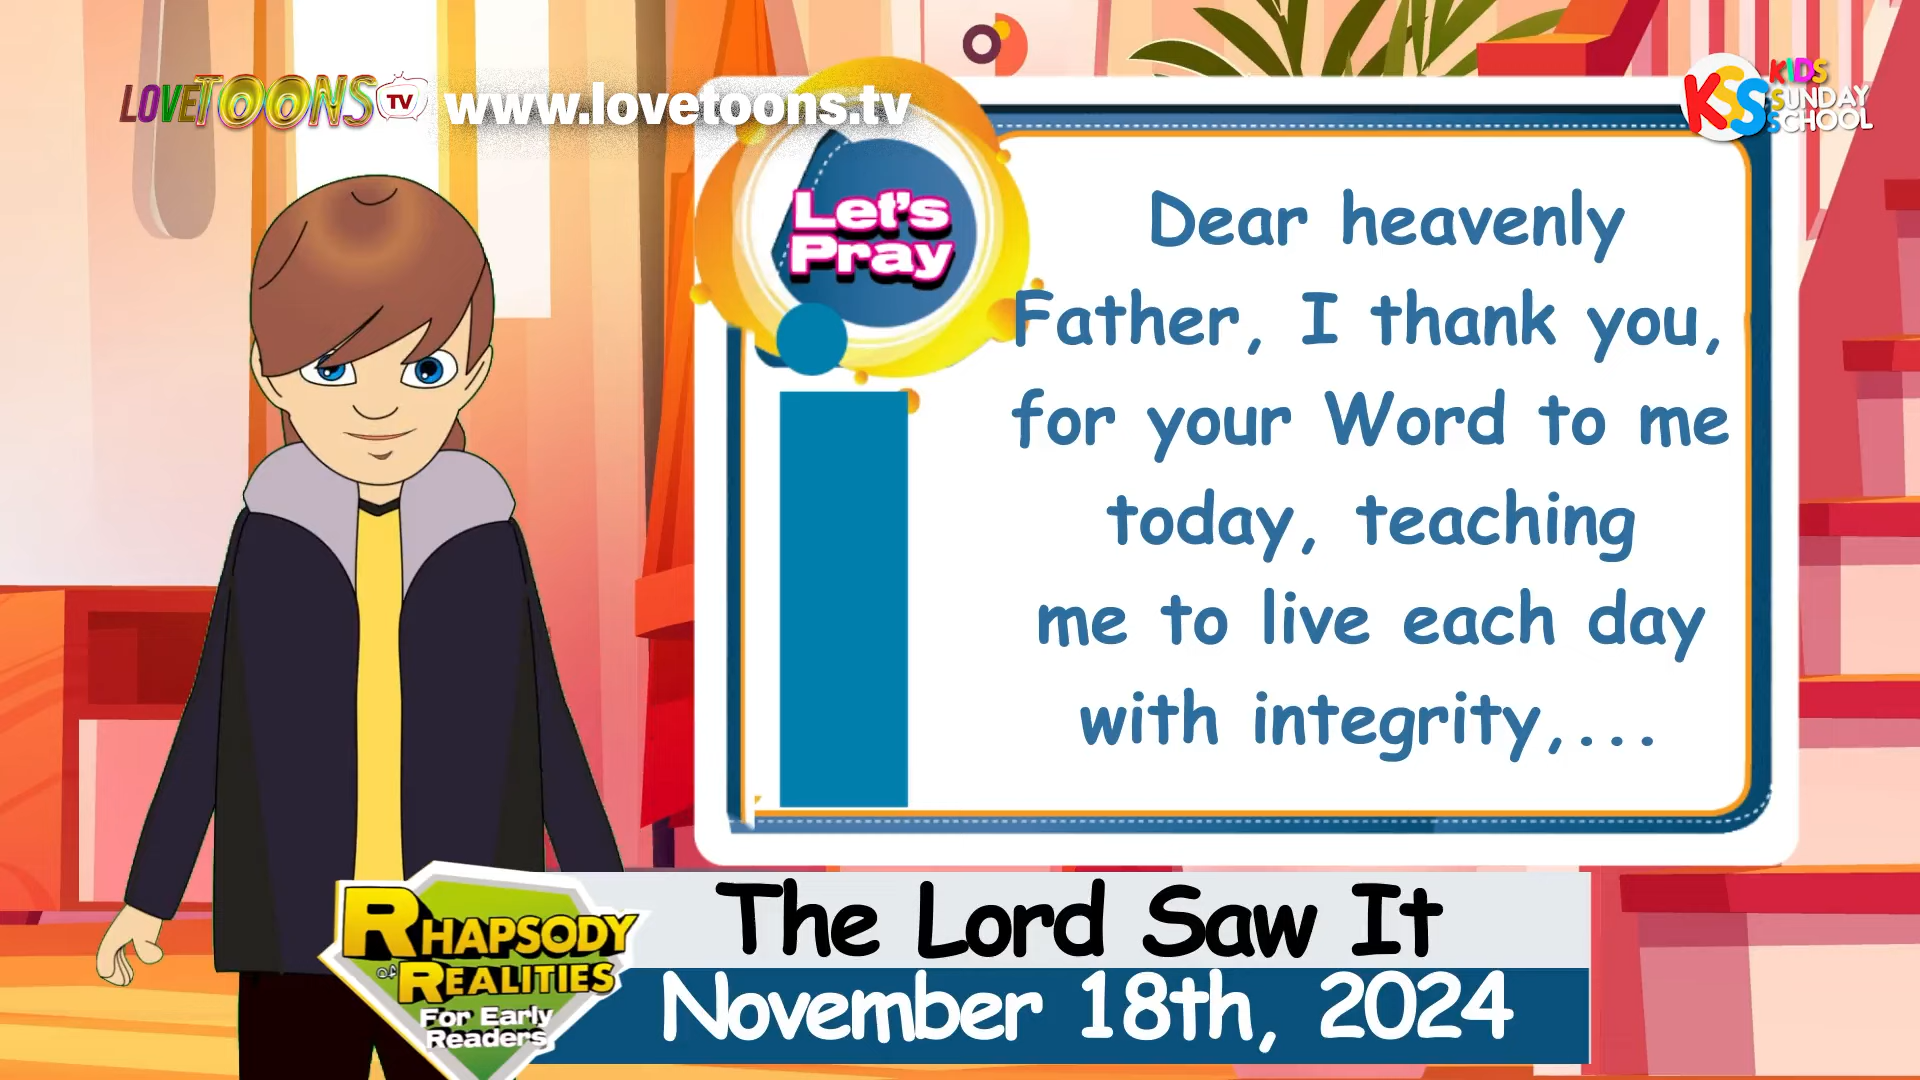 LOVETOONS TV www.lovetoons.tv
KSS KIDS SUNDAY SCHOOL
Let's
Pray
Dear heavenly
Father, I thank you,
for your Word to me
today, teaching
me to live each day
with integrity,...
RHAPSODY
OF REALITIES
For Early
Readers
The Lord Saw It
November 18th, 2024